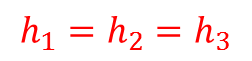 h₁ = h₂ = h₃